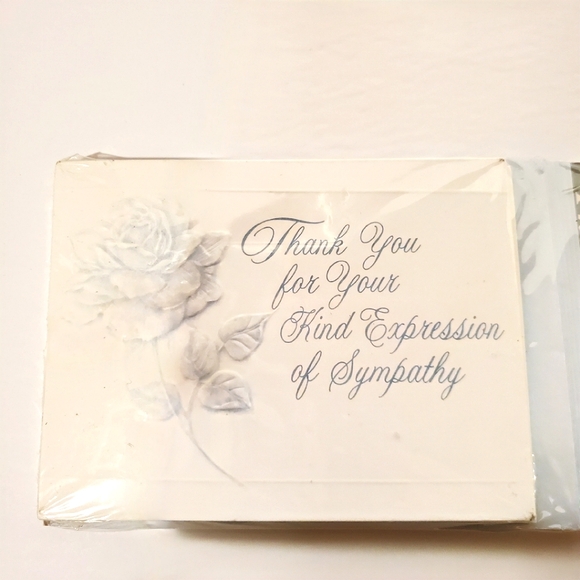 Thank You
for Your
Kind Expression
of Sympathy